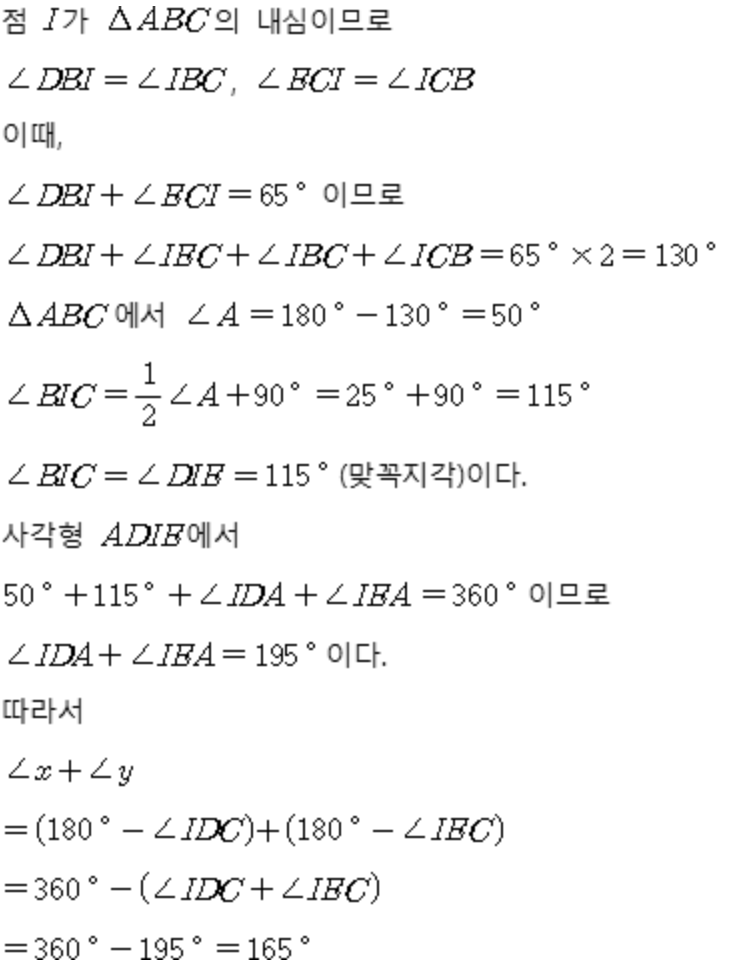 점 I가 △ABC의 내심이므로
∠DBI = ∠IBC, ∠ECI = ∠ICB
이때,
∠DBI + ∠ECI = 65° 이므로
∠DBI + ∠IEC + ∠IBC + ∠ICB = 65° × 2 = 130°
△ABC에서 ∠A = 180° − 130° = 50°
∠BIC = 1/2 ∠A + 90° = 25° + 90° = 115°
∠BIC = ∠DIE = 115° (맞꼭지각)이다.
사각형 ADIE에서
50° + 115° + ∠IDA + ∠IEA = 360° 이므로
∠IDA + ∠IEA = 195° 이다.
따라서
∠x + ∠y
= (180° − ∠IDC) + (180° − ∠IEC)
= 360° − (∠IDC + ∠IEC)
= 360° − 195° = 165°